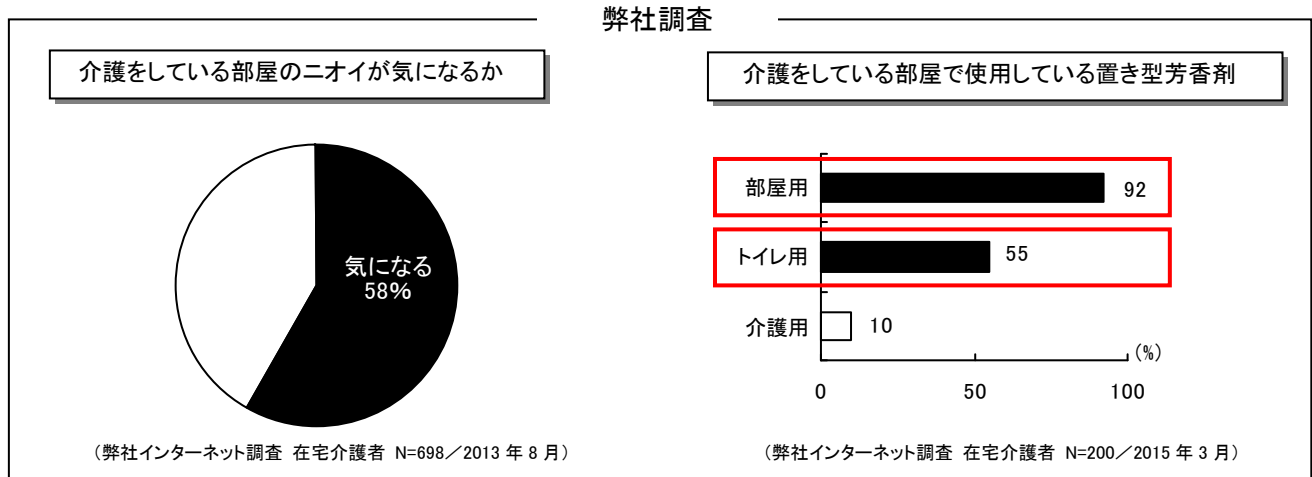 弊社調査
介護をしている部屋のニオイが気になるか
気になる
58%
（弊社インターネット調査 在宅介護者 N=698／2013 年 8 月）
介護をしている部屋で使用している置き型芳香剤
部屋用 92
トイレ用 55
介護用 10
(%)
0 50 100
（弊社インターネット調査 在宅介護者 N=200／2015 年 3 月）